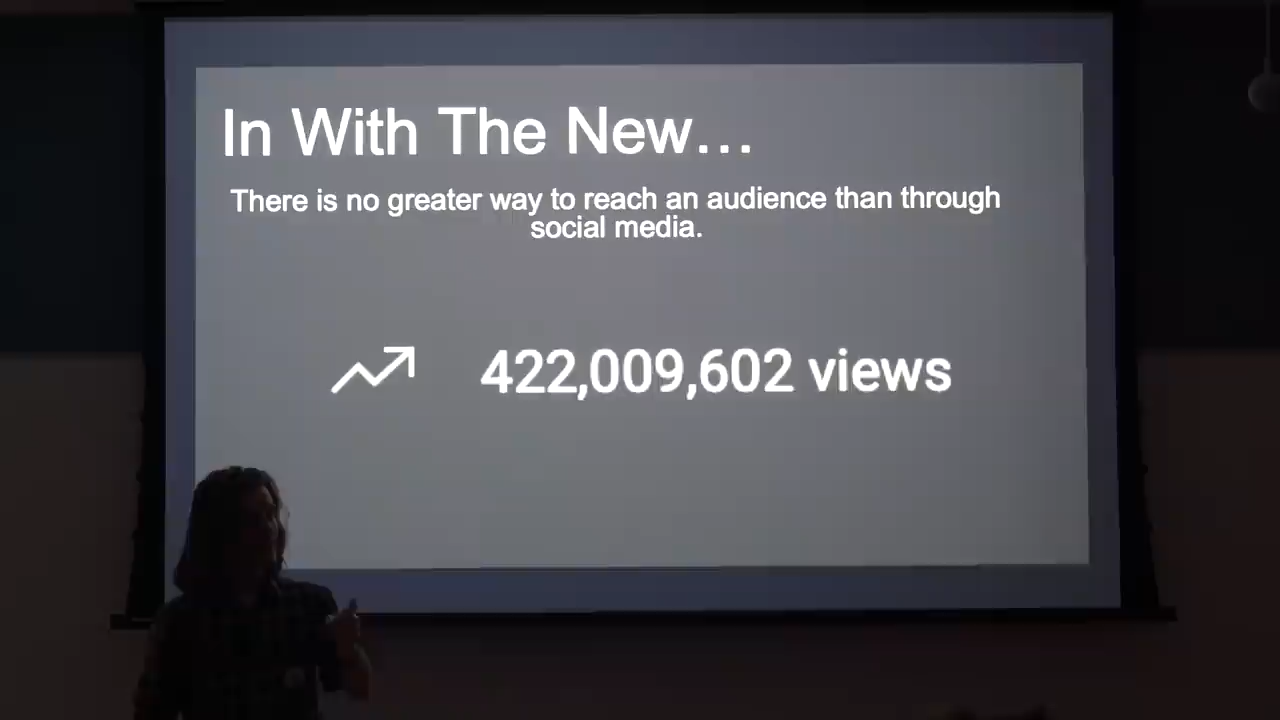 In With The New…
There is no greater way to reach an audience than through
social media.
422,009,602 views